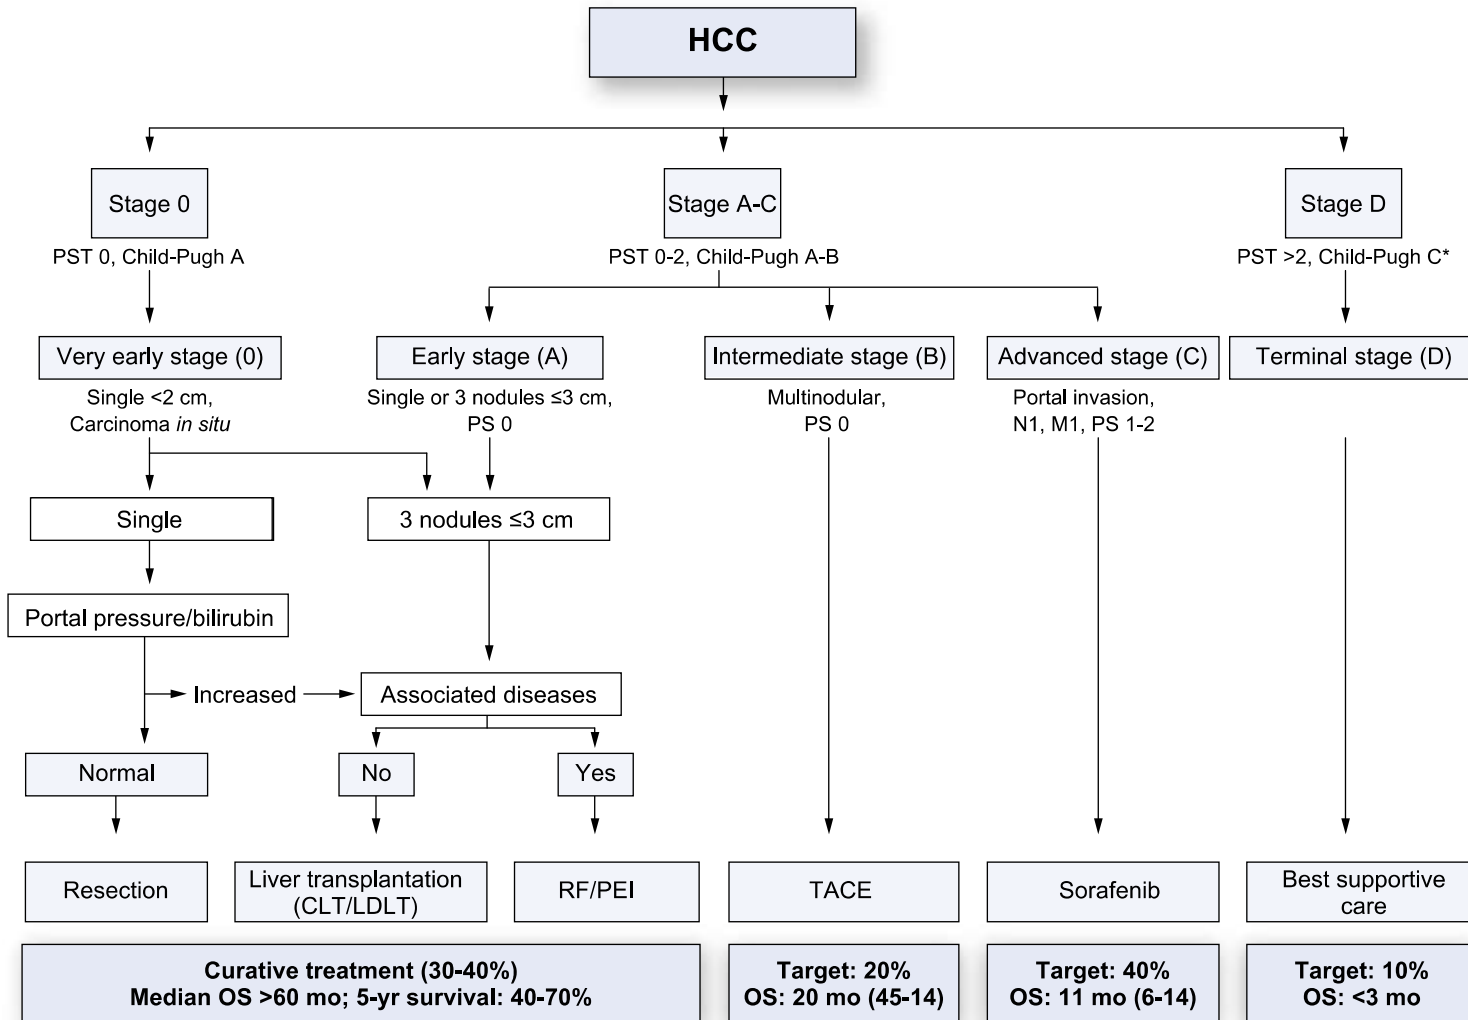 HCC
Stage 0
Stage A-C
Stage D
PST 0, Child-Pugh A
PST 0-2, Child-Pugh A-B
PST >2, Child-Pugh C*
Very early stage (0)
Early stage (A)
Intermediate stage (B)
Advanced stage (C)
Terminal stage (D)
Single <2 cm,
Carcinoma in situ
Single or 3 nodules ≤3 cm,
PS 0
Multinodular,
PS 0
Portal invasion,
N1, M1, PS 1-2
Single
3 nodules ≤3 cm
Portal pressure/bilirubin
Increased
Associated diseases
Normal
No
Yes
Resection
Liver transplantation
(CLT/LDLT)
RF/PEI
TACE
Sorafenib
Best supportive
care
Curative treatment (30-40%)
Median OS >60 mo; 5-yr survival: 40-70%
Target: 20%
OS: 20 mo (45-14)
Target: 40%
OS: 11 mo (6-14)
Target: 10%
OS: <3 mo